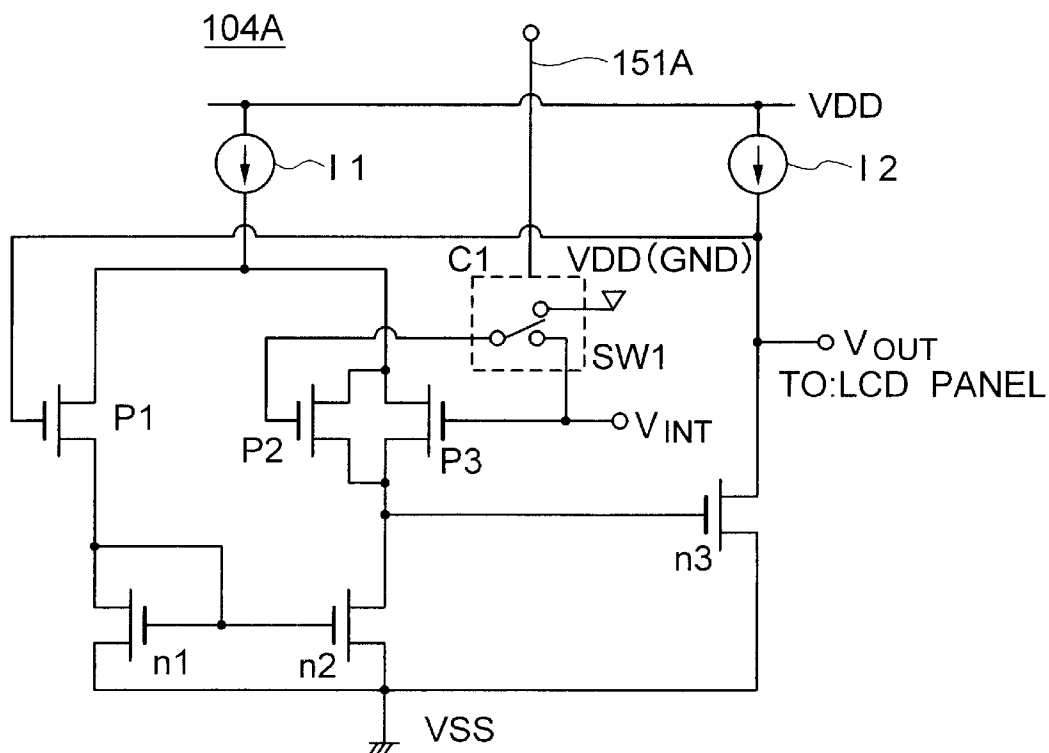 104A
151A
VDD
I1
I2
C1
VDD(GND)
SW1
VOUT
TO:LCD PANEL
P1
P2
P3
VINT
n3
n1
n2
VSS